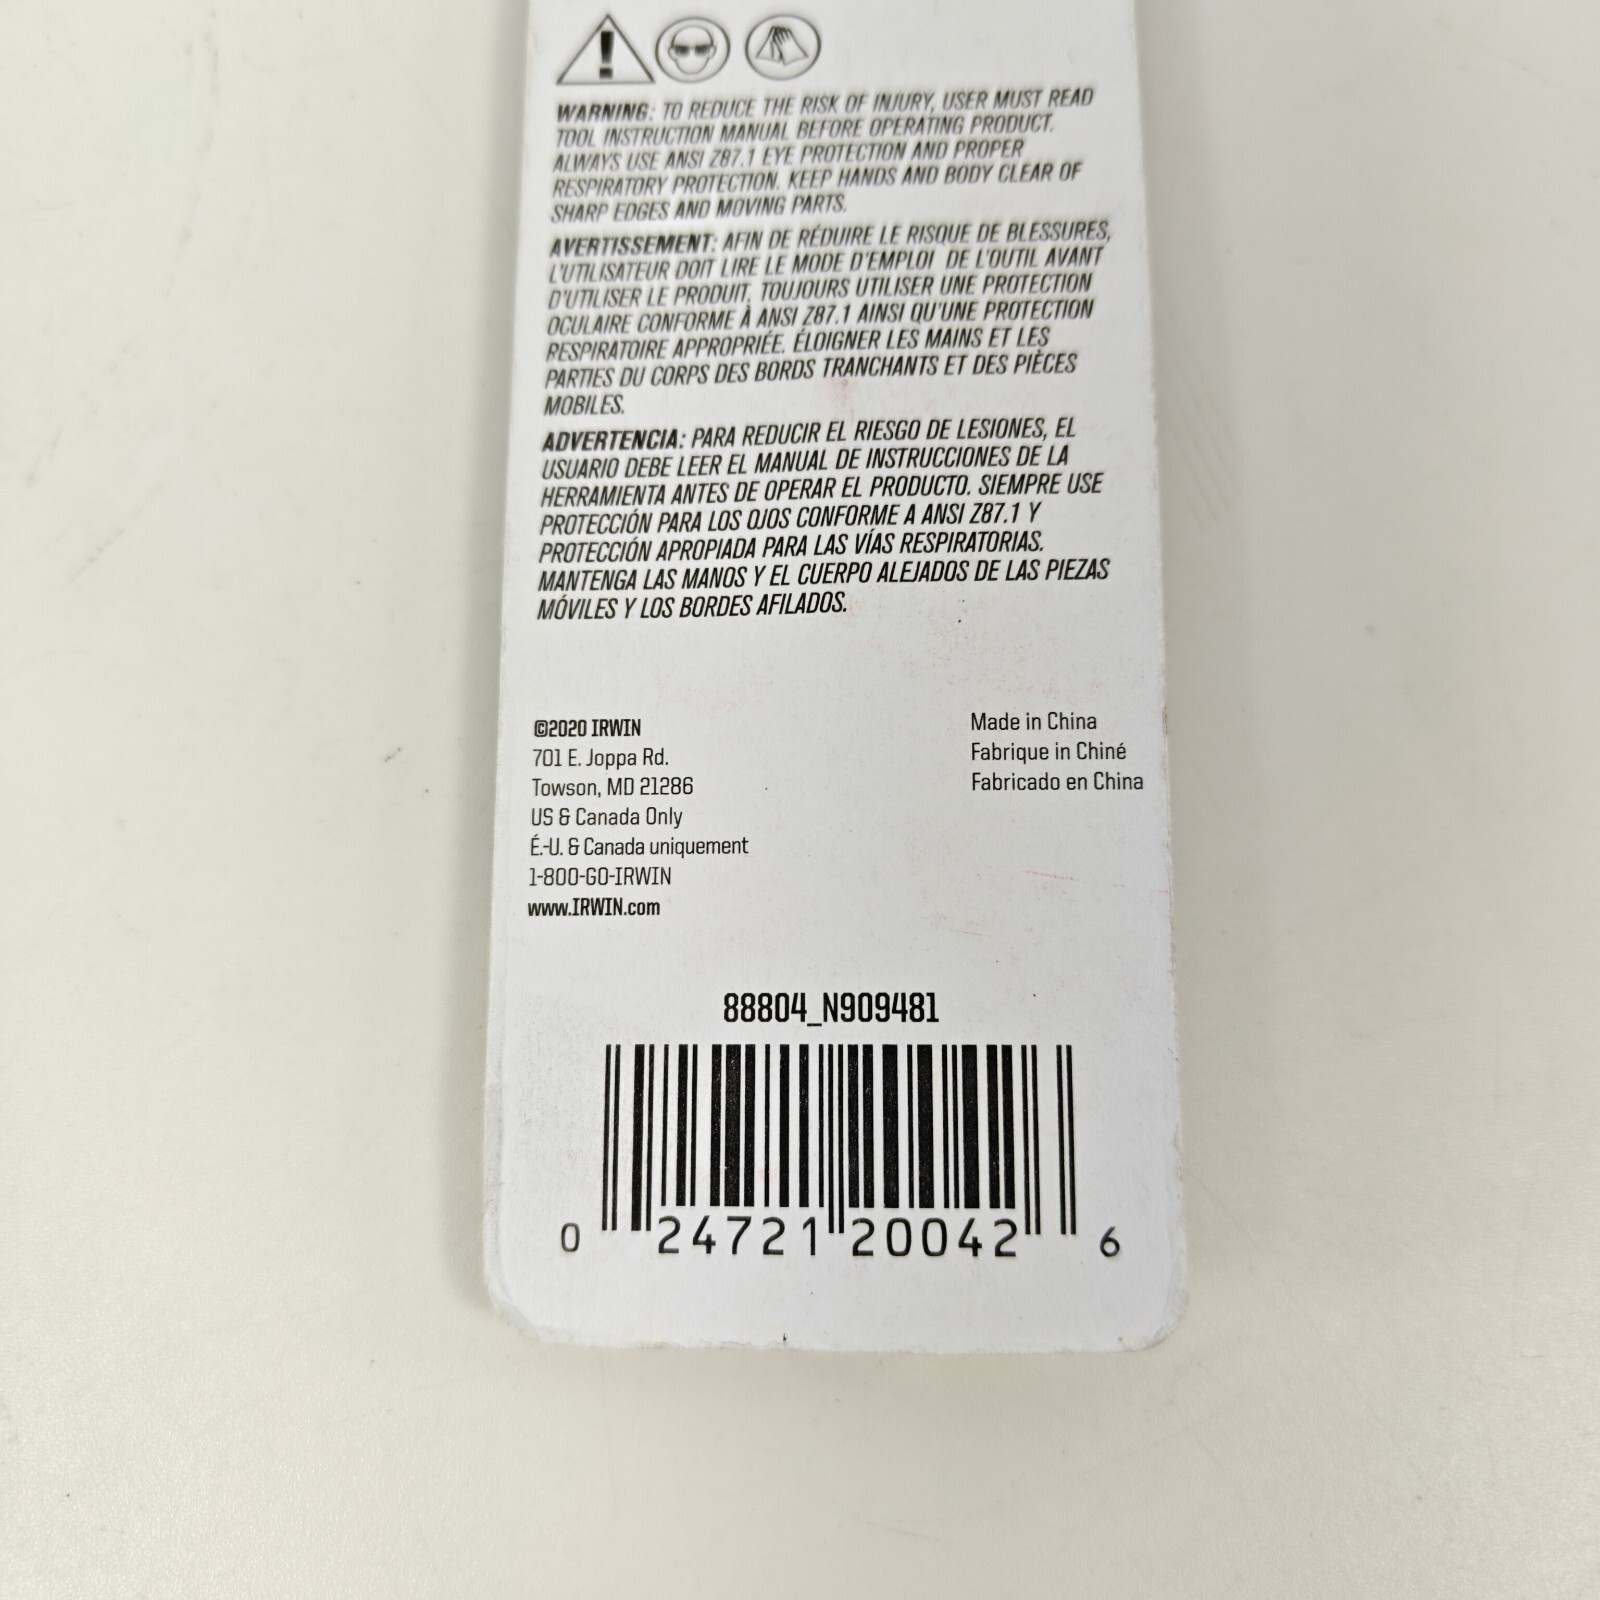 WARNING: TO REDUCE THE RISK OF INJURY, USER MUST READ
TOOL INSTRUCTION MANUAL BEFORE OPERATING PRODUCT.
ALWAYS USE ANSI Z87.1 EYE PROTECTION AND PROPER
RESPIRATORY PROTECTION. KEEP HANDS AND BODY CLEAR OF
SHARP EDGES AND MOVING PARTS.
AVERTISSEMENT: AFIN DE RÉDUIRE LE RISQUE DE BLESSURES,
L'UTILISATEUR DOIT LIRE LE MODE D'EMPLOI DE L'OUTIL AVANT
D'UTILISER LE PRODUIT. TOUJOURS UTILISER UNE PROTECTION
OCULAIRE CONFORME À ANSI Z87.1 AINSI QU'UNE PROTECTION
RESPIRATOIRE APPROPRIÉE. ÉLOIGNER LES MAINS ET LES
PARTIES DU CORPS DES BORDS TRANCHANTS ET DES PIÈCES
MOBILES.
ADVERTENCIA: PARA REDUCIR EL RIESGO DE LESIONES, EL
USUARIO DEBE LEER EL MANUAL DE INSTRUCCIONES DE LA
HERRAMIENTA ANTES DE OPERAR EL PRODUCTO. SIEMPRE USE
PROTECCIÓN PARA LOS OJOS CONFORME A ANSI Z87.1 Y
PROTECCIÓN APROPIADA PARA LAS VÍAS RESPIRATORIAS.
MANTENGA LAS MANOS Y EL CUERPO ALEJADOS DE LAS PIEZAS
MÓVILES Y LOS BORDES AFILADOS.
©2020 IRWIN
701 E. Joppa Rd.
Towson, MD 21286
US & Canada Only
É.-U. & Canada uniquement
1-800-GO-IRWIN
www.IRWIN.com
Made in China
Fabrique in Chiné
Fabricado en China
88804_N909481
0 24721 20042 6